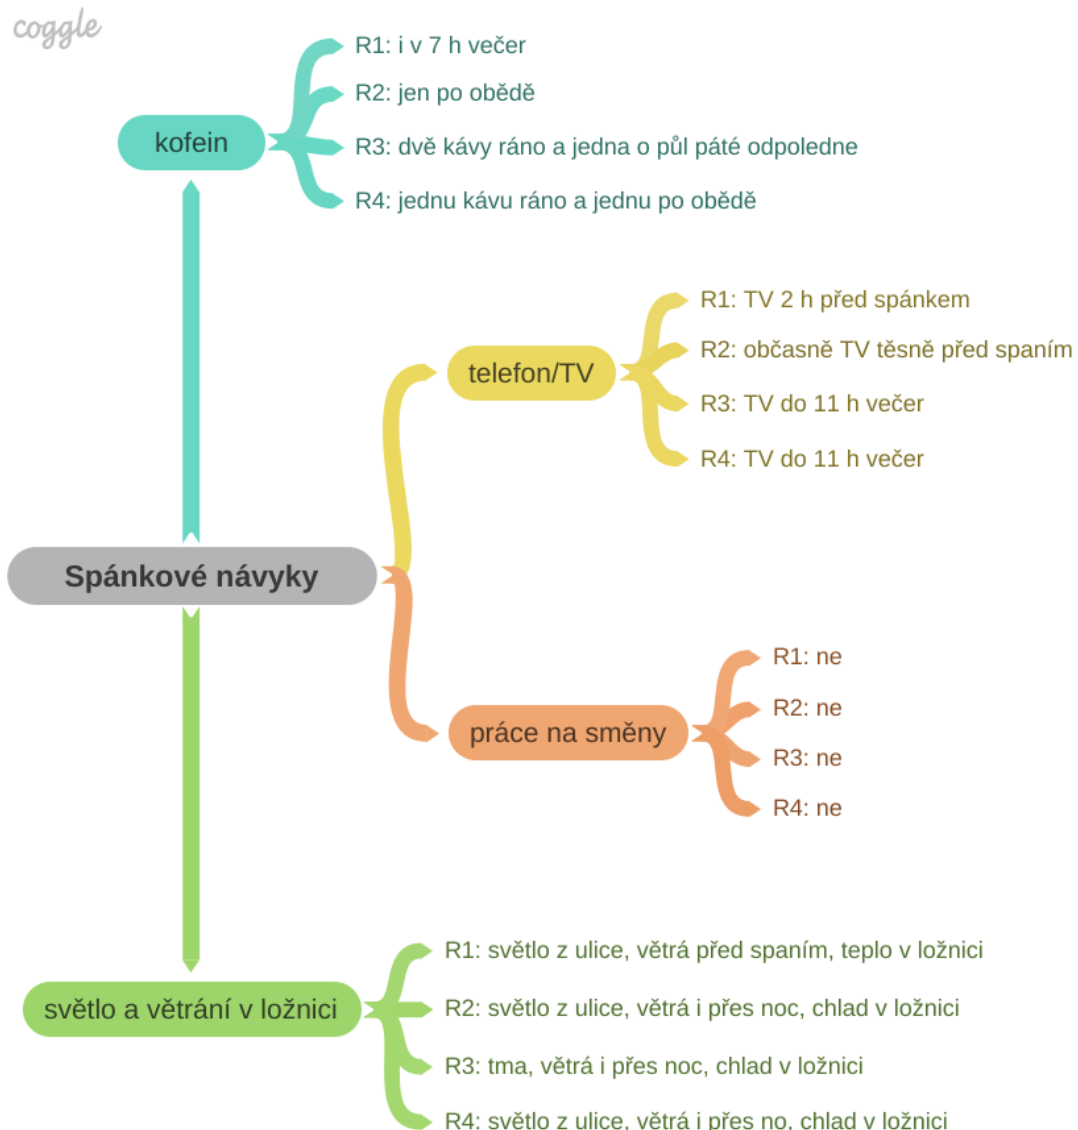 coggle
R1: i v 7 h večer
R2: jen po obědě
kofein
R3: dvě kávy ráno a jedna o půl páté odpoledne
R4: jednu kávu ráno a jednu po obědě
R1: TV 2 h před spánkem
R2: občasně TV těsně před spaním
telefon/TV
R3: TV do 11 h večer
R4: TV do 11 h večer
Spánkové návyky
R1: ne
R2: ne
práce na směny
R3: ne
R4: ne
R1: světlo z ulice, větrá před spaním, teplo v ložnici
R2: světlo z ulice, větrá i přes noc, chlad v ložnici
světlo a větrání v ložnici
R3: tma, větrá i přes noc, chlad v ložnici
R4: světlo z ulice, větrá i přes no, chlad v ložnici